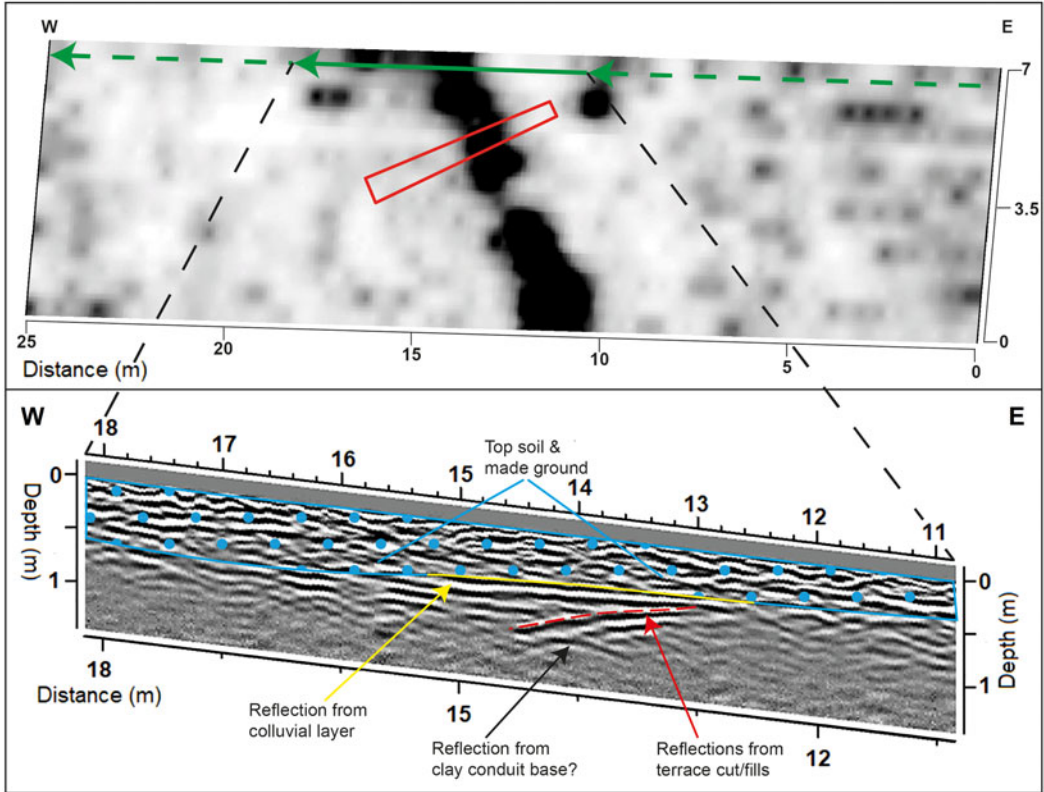 W
E
7
3.5
0
25
20
15
10
5
0
Distance (m)
W
E
18
17
16
15
14
13
12
11
Top soil &
made ground
0
1
Depth (m)
0
1
Depth (m)
18
15
12
Distance (m)
Reflection from
colluvial layer
Reflection from
clay conduit base?
Reflections from
terrace cut/fills